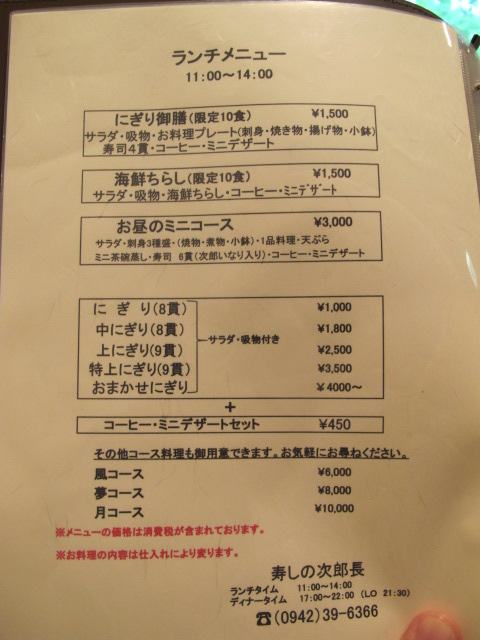 ランチメニュー
11:00～14:00
にぎり御膳(限定10食) ¥1,500
サラダ・吸物・お料理プレート(刺身・焼き物・揚げ物・小鉢)
寿司4貫・コーヒー・ミニデザート
海鮮ちらし(限定10食) ¥1,500
サラダ・吸物・海鮮ちらし・コーヒー・ミニデザート
お昼のミニコース ¥3,000
サラダ・刺身3種盛・(焼物・煮物・小鉢)・1品料理・天ぷら
ミニ茶碗蒸し・寿司 6貫(次郎いなり入り)・コーヒー・ミニデザート
にぎり(8貫) ¥1,000
中にぎり(8貫) ¥1,800
サラダ・吸物付き
上にぎり(9貫) ¥2,500
特上にぎり(9貫) ¥3,500
おまかせにぎり ¥4000～
+
コーヒー・ミニデザートセット ¥450
その他コース料理も御用意できます。お気軽にお尋ねください。
風コース ¥6,000
夢コース ¥8,000
月コース ¥10,000
※メニューの価格は消費税が含まれております。
※お料理の内容は仕入れにより変ります。
寿しの次郎長
ランチタイム 11:00～14:00
ディナータイム 17:00～22:00 (LO 21:30)
☎(0942)39-6366